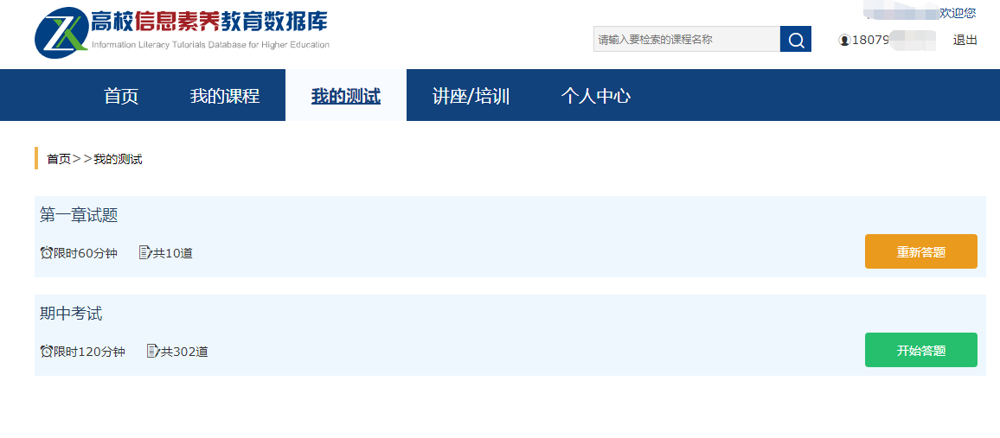 高校信息素养教育数据库
Information Literacy Tutorials Database for Higher Education
欢迎您
请输入要检索的课程名称
18079
退出
首页
我的课程
我的测试
讲座/培训
个人中心
首页>>我的测试
第一章试题
限时60分钟 共10道
重新答题
期中考试
限时120分钟 共302道
开始答题